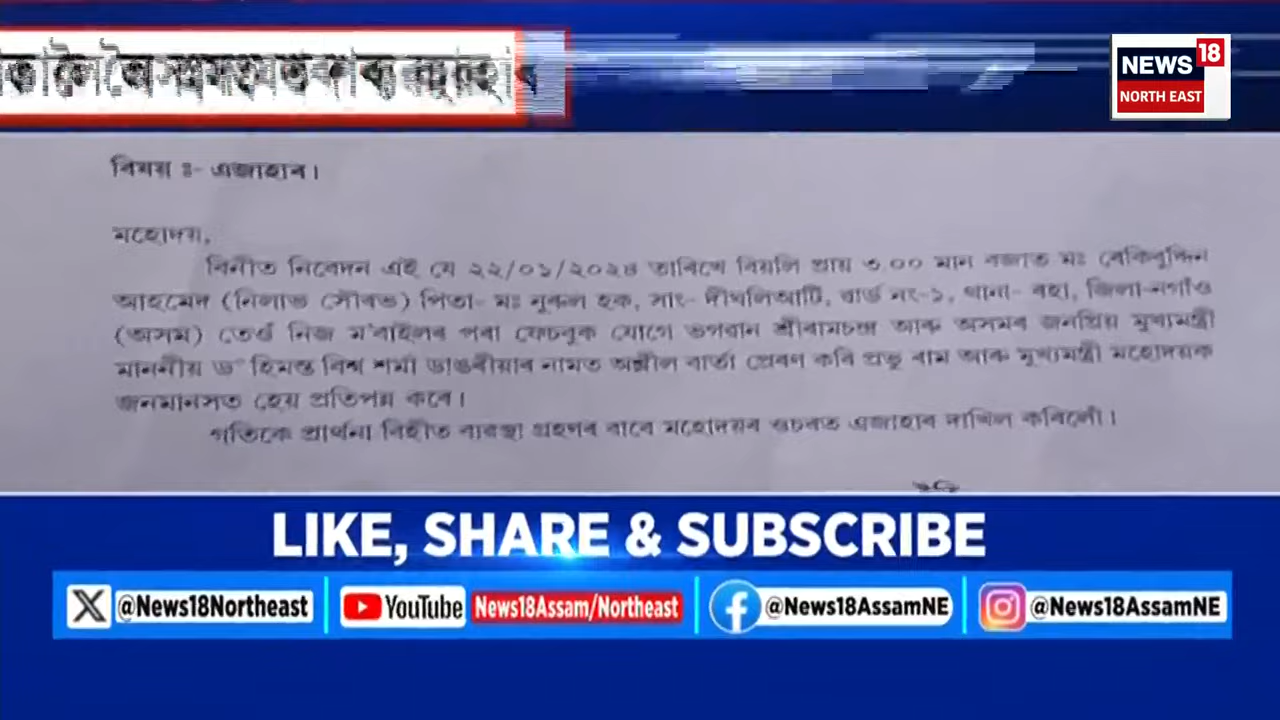 NEWS 18
NORTH EAST
বিষয় ঃ- এজাহাৰ।
মহোদয়,
বিনীত নিবেদন এই যে ২২/০১/২০২৪ তাৰিখে বিয়লি প্ৰায় ৩.০০ মান বজাত মঃ ৰেকিবুদ্দিন
আহমেদ (নিলাভ সৌৰভ) পিতা- মঃ নুৰুল হক, সাং- দীঘলিআটি, ৱাৰ্ড নং-১, থানা- ৰহা, জিলা-নগাঁও
(অসম) তেওঁ নিজ ম'বাইলৰ পৰা ফেচবুক যোগে ভগৱান শ্ৰীৰামচন্দ্ৰ আৰু অসমৰ জনপ্ৰিয় মুখ্যমন্ত্ৰী
মাননীয় ড° হিমন্ত বিশ্ব শৰ্মা ডাঙৰীয়াৰ নামত অশ্লীল বাৰ্তা প্ৰেৰণ কৰি প্ৰভু ৰাম আৰু মুখ্যমন্ত্ৰী মহোদয়ক
জনমানসত হেয় প্ৰতিপন্ন কৰে।
গতিকে প্ৰাৰ্থনা বিহীত ব্যৱস্থা গ্ৰহণৰ বাবে মহোদয়ৰ ওচৰত এজাহাৰ দাখিল কৰিলোঁ।
LIKE, SHARE & SUBSCRIBE
@News18Northeast YouTube News18Assam/Northeast @News18AssamNE @News18AssamNE